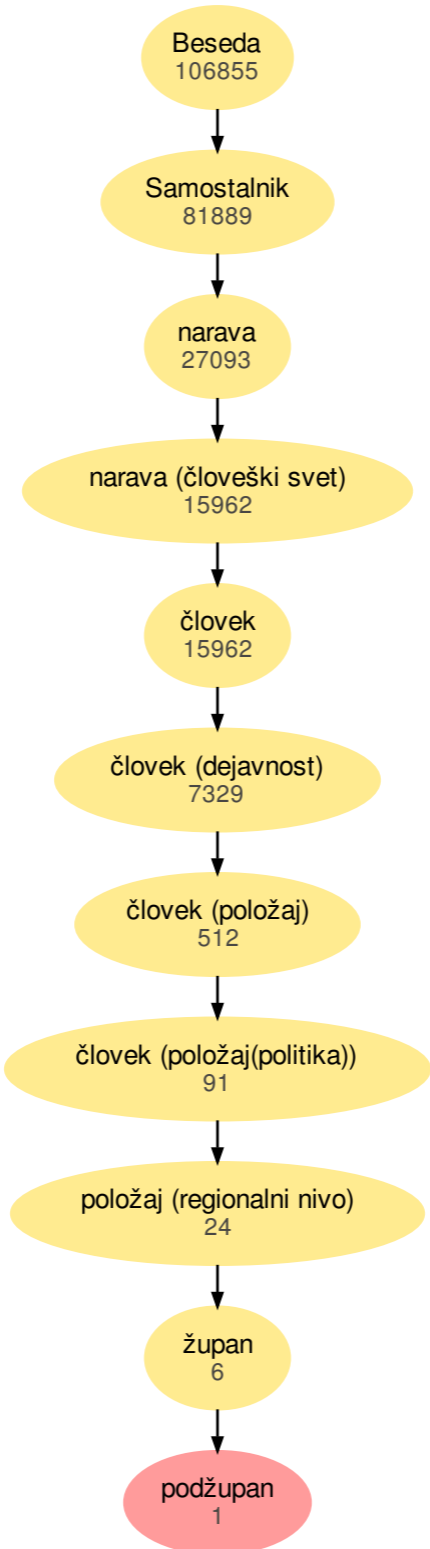 Beseda
106855
Samostalnik
81889
narava
27093
narava (človeški svet)
15962
človek
15962
človek (dejavnost)
7329
človek (položaj)
512
človek (položaj(politika))
91
položaj (regionalni nivo)
24
župan
6
podžupan
1